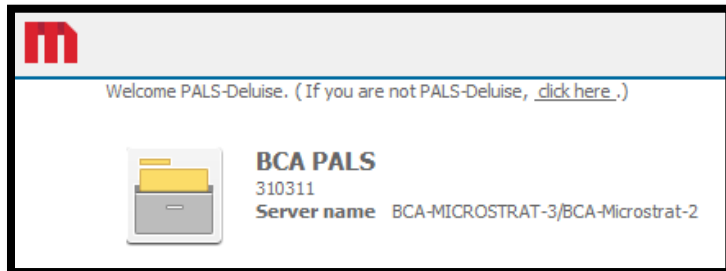 Welcome PALS-Deluise. ( If you are not PALS-Deluise, click here .)
BCA PALS
310311
Server name BCA-MICROSTRAT-3/BCA-Microstrat-2